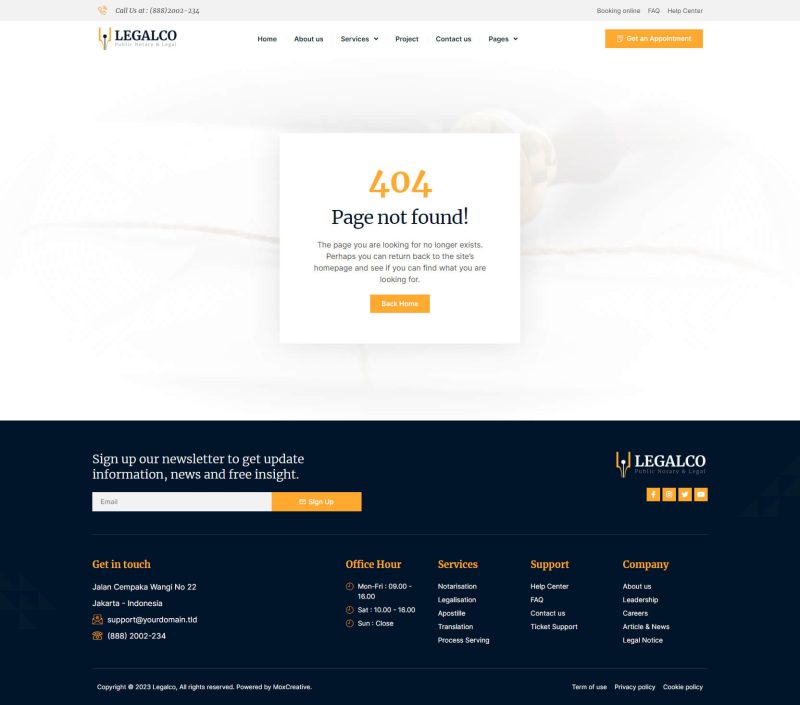 Call Us at : (888)2002-234
Booking online FAQ Help Center
LEGALCO
Public Notary & Legal
Home About us Services Project Contact us Pages
Get an Appointment
404
Page not found!
The page you are looking for no longer exists.
Perhaps you can return back to the site's
homepage and see if you can find what you are
looking for.
Back Home
Sign up our newsletter to get update
information, news and free insight.
Email
Sign Up
LEGALCO
Public Notary & Legal
Get in touch
Jalan Cempaka Wangi No 22
Jakarta - Indonesia
support@yourdomain.tld
(888) 2002-234
Office Hour
Mon-Fri : 09.00 -
16.00
Sat : 10.00 - 16.00
Sun : Close
Services
Notarisation
Legalisation
Apostille
Translation
Process Serving
Support
Help Center
FAQ
Contact us
Ticket Support
Company
About us
Leadership
Careers
Article & News
Legal Notice
Copyright © 2023 Legalco, All rights reserved. Powered by MoxCreative.
Term of use Privacy policy Cookie policy